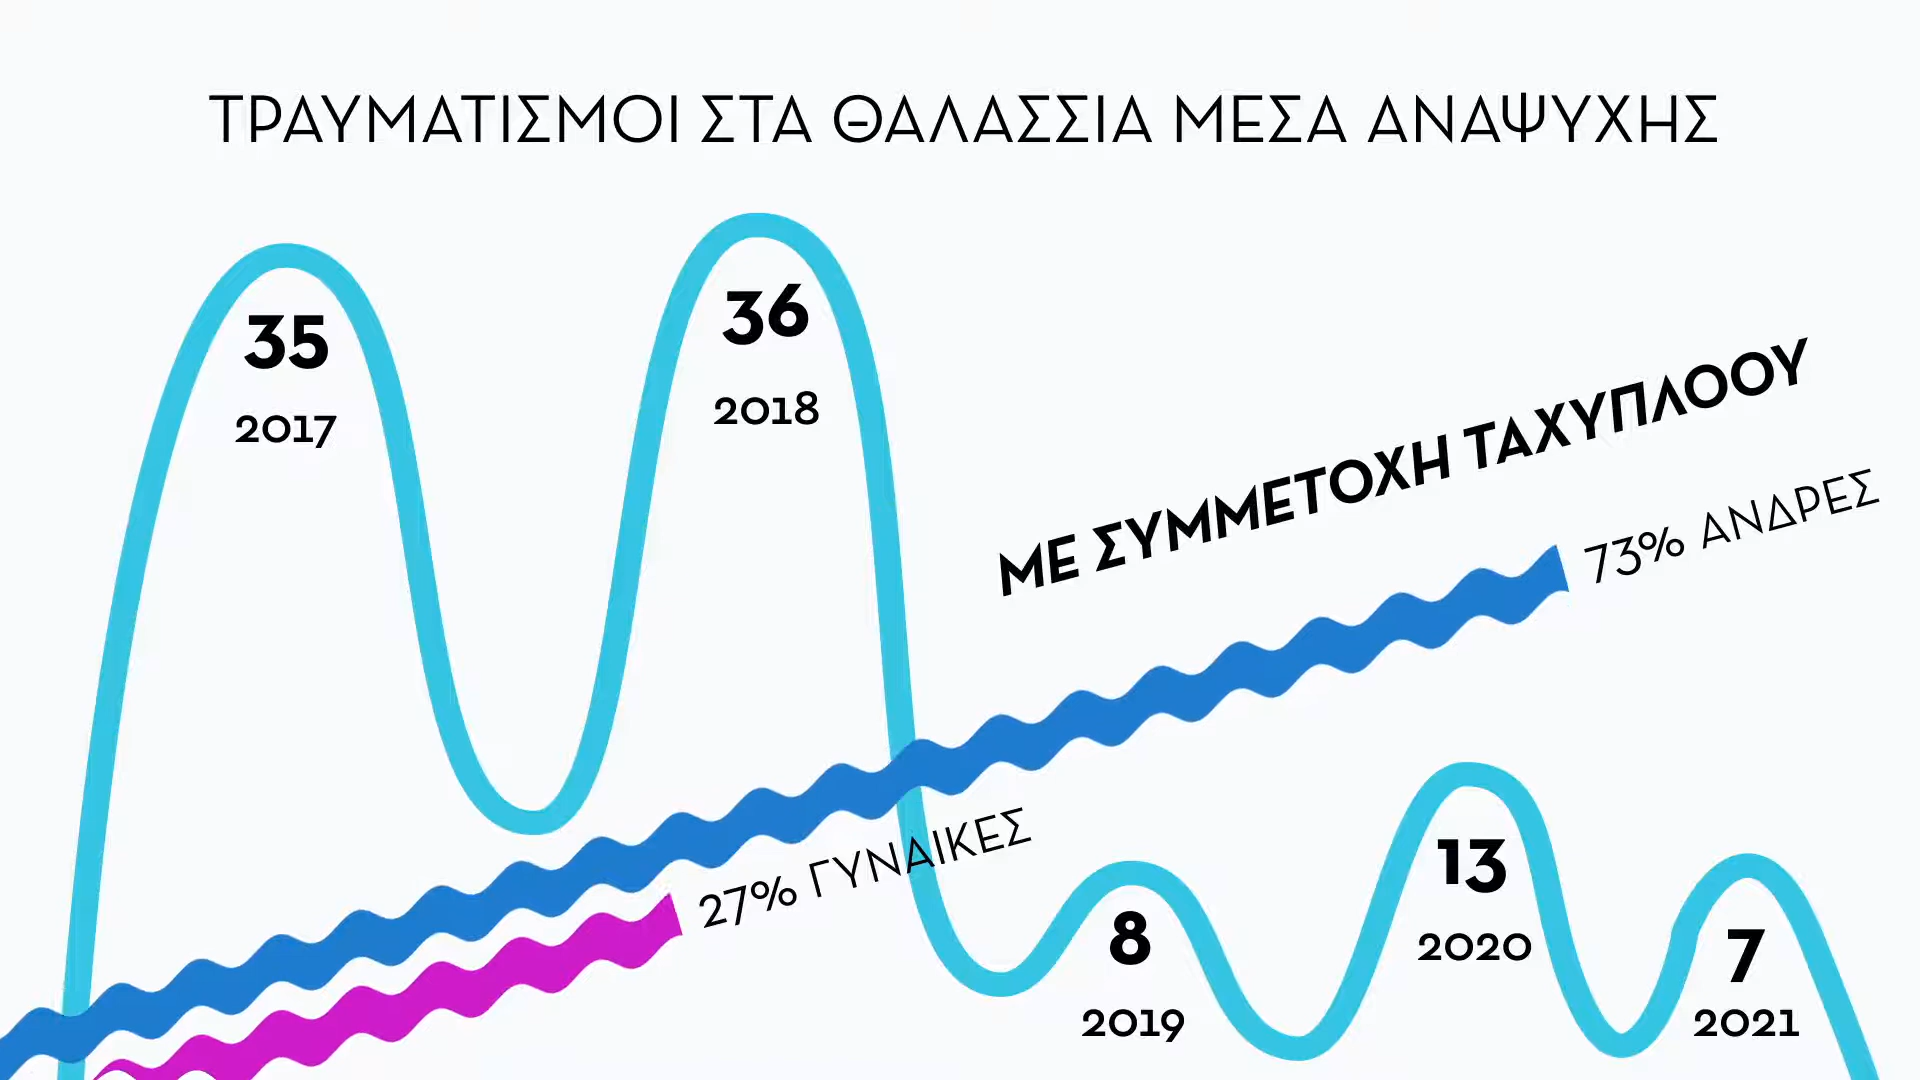 ΤΡΑΥΜΑΤΙΣΜΟΙ ΣΤΑ ΘΑΛΑΣΣΙΑ ΜΕΣΑ ΑΝΑΨΥΧΗΣ
35
2017
36
2018
ΜΕ ΣΥΜΜΕΤΟΧΗ ΤΑΧΥΠΛΟΟΥ
73% ΑΝΔΡΕΣ
27% ΓΥΝΑΙΚΕΣ
8
2019
13
2020
7
2021